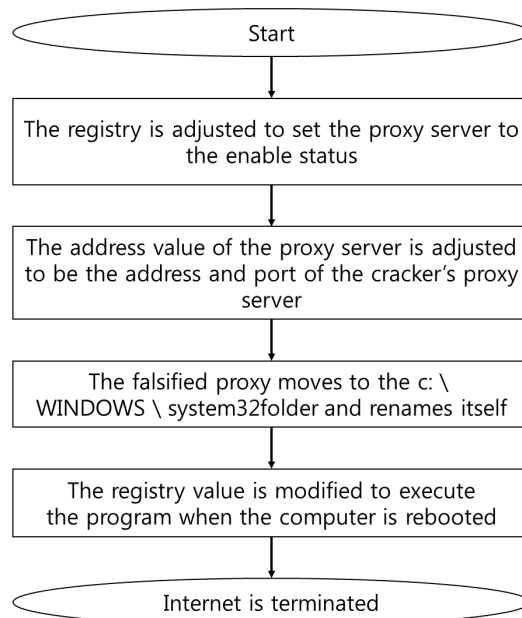 Start
The registry is adjusted to set the proxy server to
the enable status
The address value of the proxy server is adjusted
to be the address and port of the cracker's proxy
server
The falsified proxy moves to the c: \
WINDOWS \ system32folder and renames itself
The registry value is modified to execute
the program when the computer is rebooted
Internet is terminated